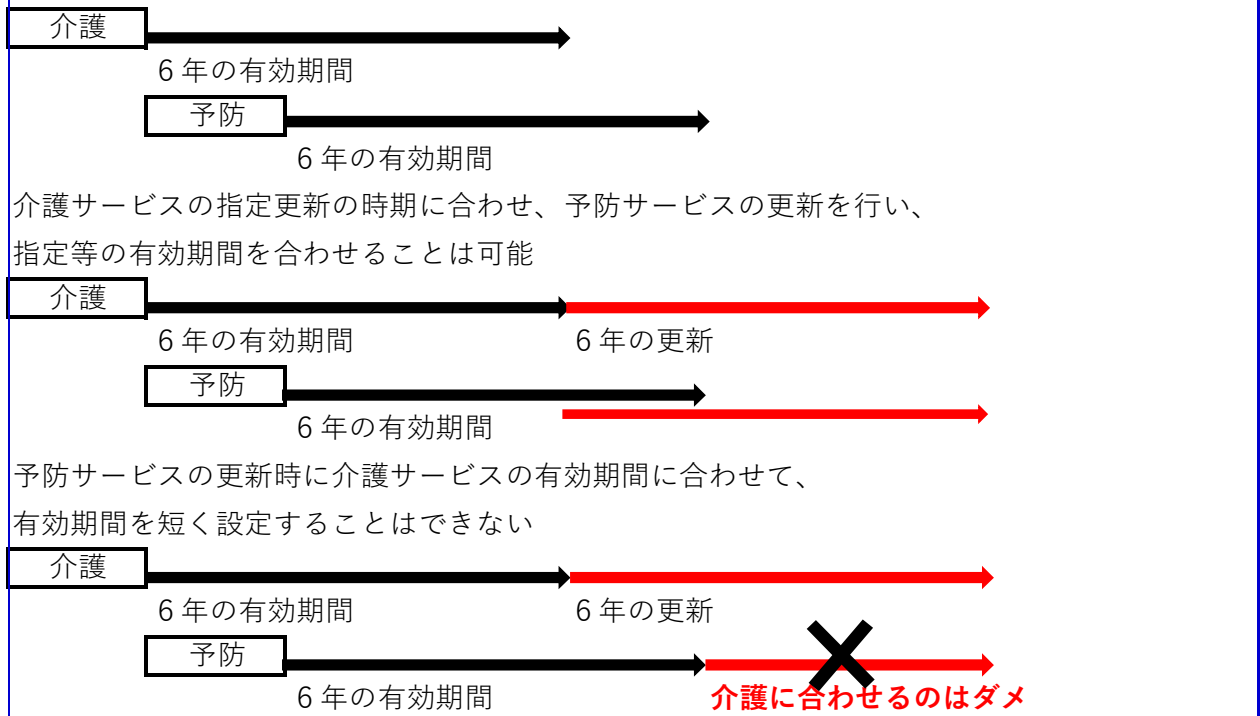 介護
6年の有効期間
予防
6年の有効期間
介護サービスの指定更新の時期に合わせ、予防サービスの更新を行い、
指定等の有効期間を合わせることは可能
介護
6年の有効期間 6年の更新
予防
6年の有効期間
予防サービスの更新時に介護サービスの有効期間に合わせて、
有効期間を短く設定することはできない
介護
6年の有効期間 6年の更新
予防
6年の有効期間 介護に合わせるのはダメ